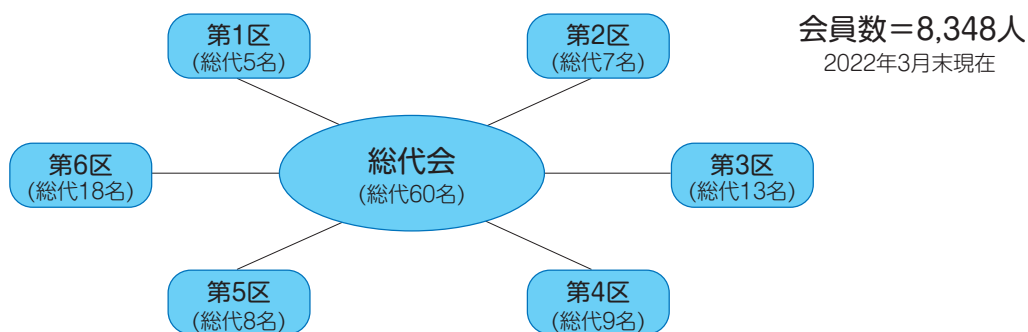 第1区
(総代5名)
第2区
(総代7名)
会員数＝8,348人
2022年3月末現在
第6区
(総代18名)
総代会
(総代60名)
第3区
(総代13名)
第5区
(総代8名)
第4区
(総代9名)